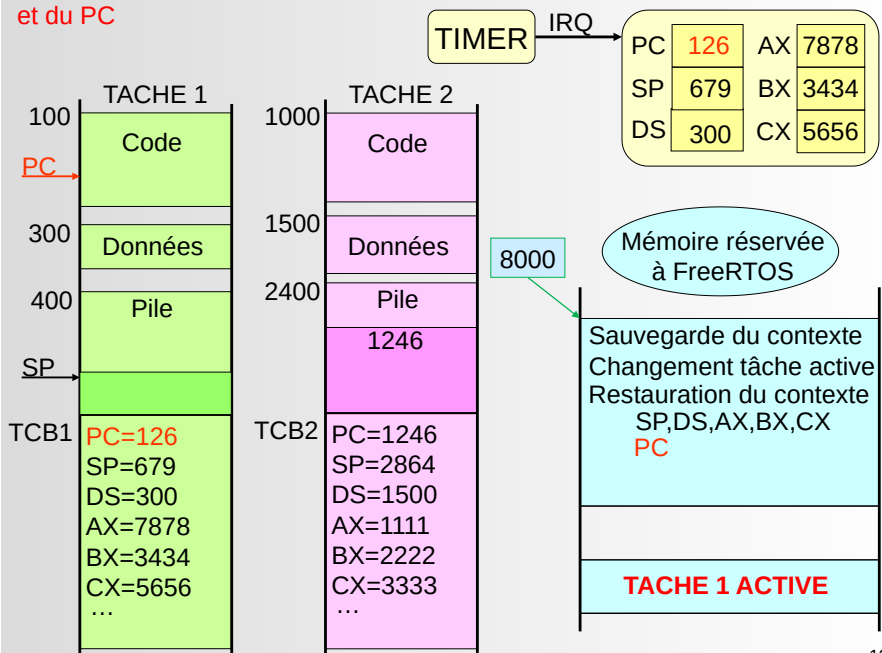 et du PC
TIMER
IRQ
PC 126 AX 7878
SP 679 BX 3434
DS 300 CX 5656
TACHE 1
100
Code
PC
300
Données
400
Pile
SP
TCB1
PC=126
SP=679
DS=300
AX=7878
BX=3434
CX=5656
…
TACHE 2
1000
Code
1500
Données
2400
Pile
1246
TCB2
PC=1246
SP=2864
DS=1500
AX=1111
BX=2222
CX=3333
…
8000
Mémoire réservée
à FreeRTOS
Sauvegarde du contexte
Changement tâche active
Restauration du contexte
SP,DS,AX,BX,CX
PC
TACHE 1 ACTIVE